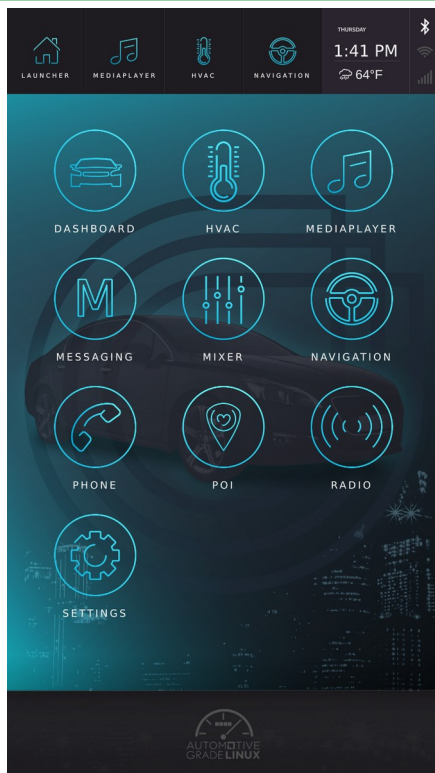 THURSDAY
1:41 PM
64°F
LAUNCHER MEDIAPLAYER HVAC NAVIGATION
DASHBOARD HVAC MEDIAPLAYER
M
MESSAGING MIXER NAVIGATION
PHONE POI RADIO
SETTINGS
AUTOMOTIVE
GRADE LINUX